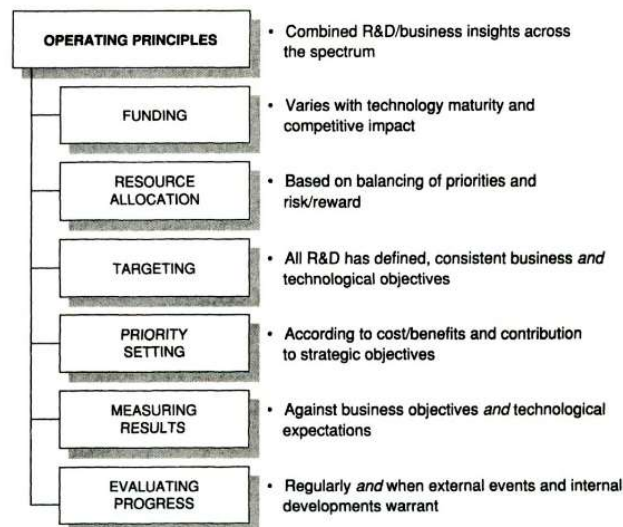 OPERATING PRINCIPLES
• Combined R&D/business insights across
the spectrum
FUNDING
• Varies with technology maturity and
competitive impact
RESOURCE
ALLOCATION
• Based on balancing of priorities and
risk/reward
TARGETING
• All R&D has defined, consistent business and
technological objectives
PRIORITY
SETTING
• According to cost/benefits and contribution
to strategic objectives
MEASURING
RESULTS
• Against business objectives and technological
expectations
EVALUATING
PROGRESS
• Regularly and when external events and internal
developments warrant